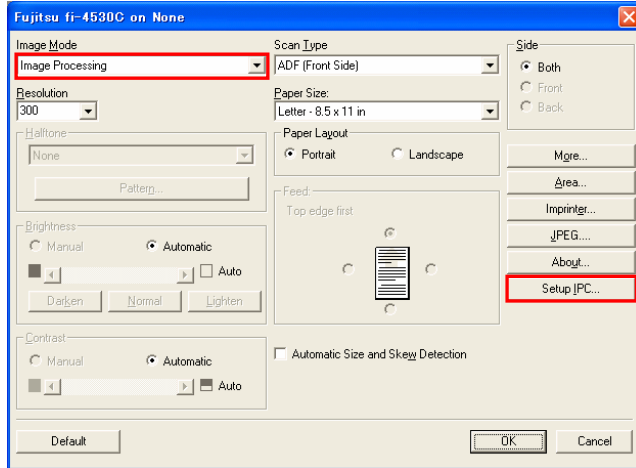 Fujitsu fi-4530C on None
Image Mode
Image Processing
Scan Type
ADF (Front Side)
Side
Both
Front
Back
Resolution
300
Paper Size:
Letter - 8.5 x 11 in
Halftone
None
Pattern...
Paper Layout
Portrait
Landscape
More...
Area...
Imprinter...
JPEG....
About...
Setup IPC...
Feed:
Top edge first
Brightness
Manual
Automatic
Auto
Darken
Normal
Lighten
Contrast
Manual
Automatic
Auto
Automatic Size and Skew Detection
Default
OK
Cancel